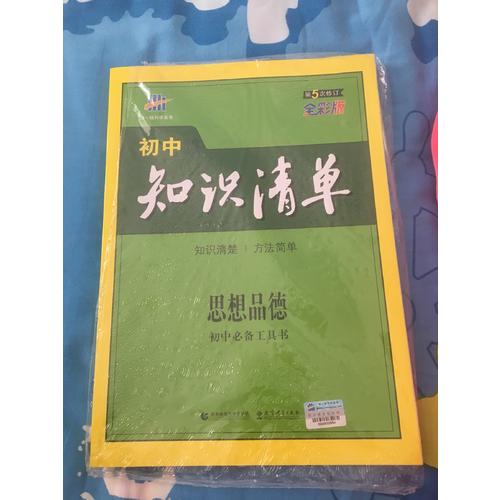 第5次修订
全彩版
初中
知识清单
知识清楚 | 方法简单
思想品德
初中必备工具书